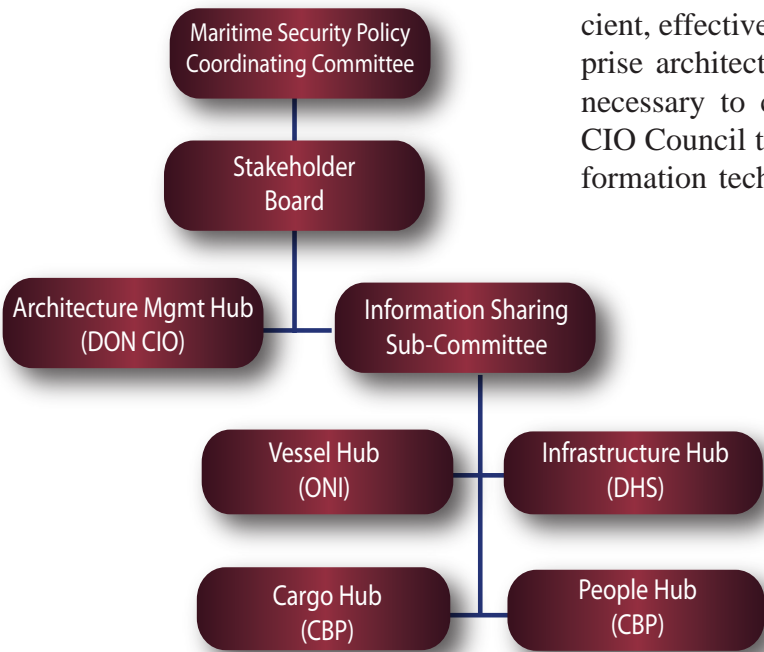 Maritime Security Policy
Coordinating Committee
Stakeholder
Board
Architecture Mgmt Hub
(DON CIO)
Information Sharing
Sub-Committee
Vessel Hub
(ONI)
Infrastructure Hub
(DHS)
Cargo Hub
(CBP)
People Hub
(CBP)
cient, effective
prise architect
necessary to
CIO Council t
formation tech